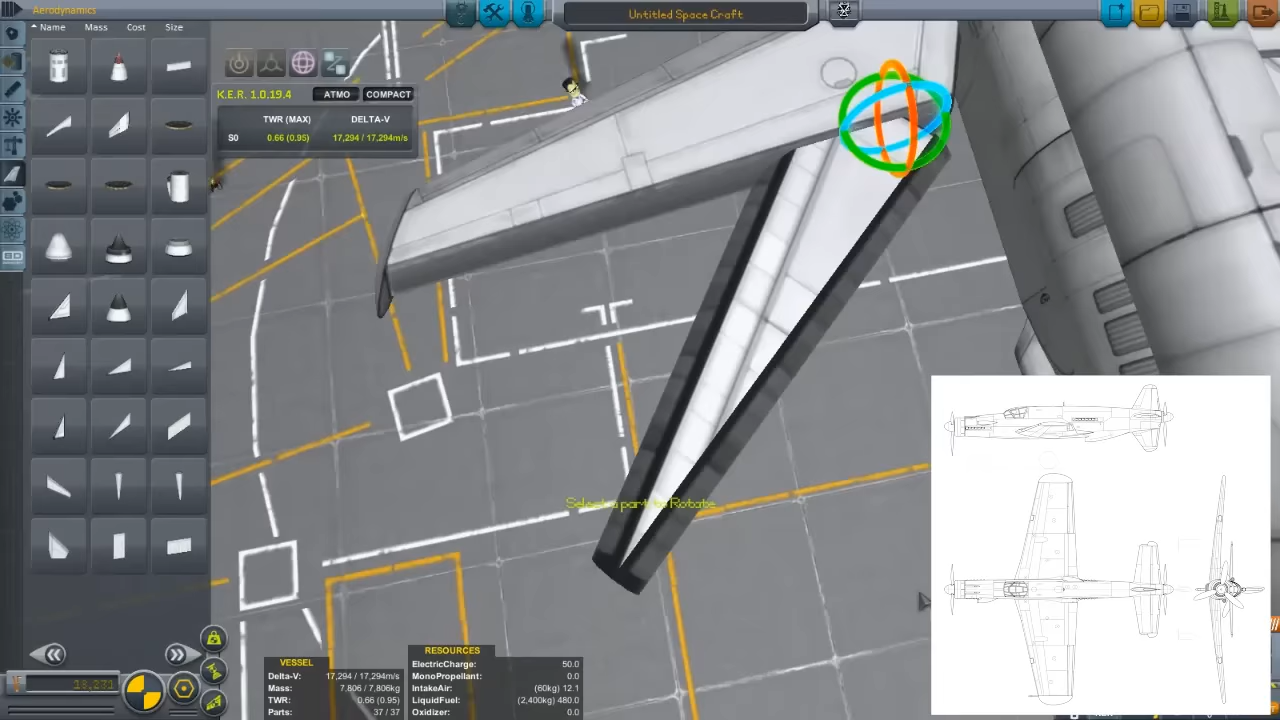 Aerodynamics
Untitled Space Craft
Name Mass Cost Size
K.E.R. 1.0.19.4 ATMO COMPACT
TWR (MAX) DELTA-V
S0 0.66 (0.95) 17,294 / 17,294m/s
Select a part to Rotate
VESSEL
Delta-V: 17,294 / 17,294m/s
Mass: 7,806 / 7,806kg
TWR: 0.66 (0.95)
Parts: 37 / 37
RESOURCES
ElectricCharge: 50.0
MonoPropellant: 0.0
IntakeAir: (60kg) 12.1
LiquidFuel: (2,400kg) 480.0
Oxidizer: 0.0